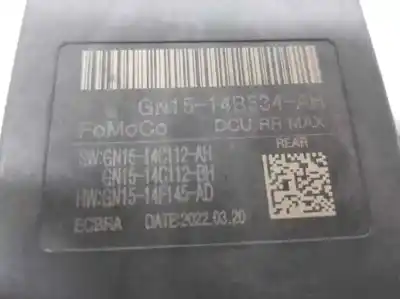 GN15-14B534-AH
FoMoCo DCU RR MAX
SW:GN15-14C112-AH REAR
GN15-14C112-BH
HW:GN15-14F145-AD
ECBRA DATE:2022.03.20